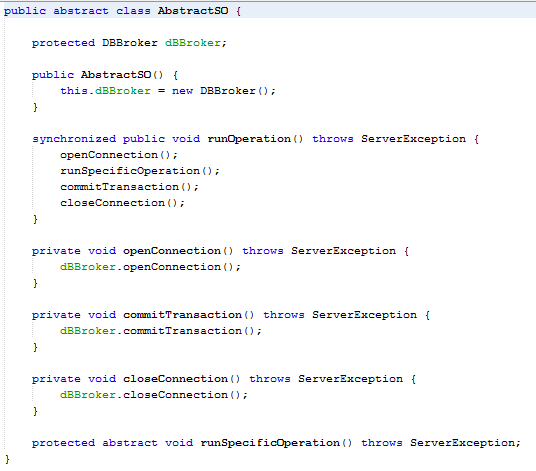 public abstract class AbstractSO {
protected DBBroker dBBroker;
public AbstractSO() {
this.dBBroker = new DBBroker();
}
synchronized public void runOperation() throws ServerException {
openConnection();
runSpecificOperation();
commitTransaction();
closeConnection();
}
private void openConnection() throws ServerException {
dBBroker.openConnection();
}
private void commitTransaction() throws ServerException {
dBBroker.commitTransaction();
}
private void closeConnection() throws ServerException {
dBBroker.closeConnection();
}
protected abstract void runSpecificOperation() throws ServerException;
}